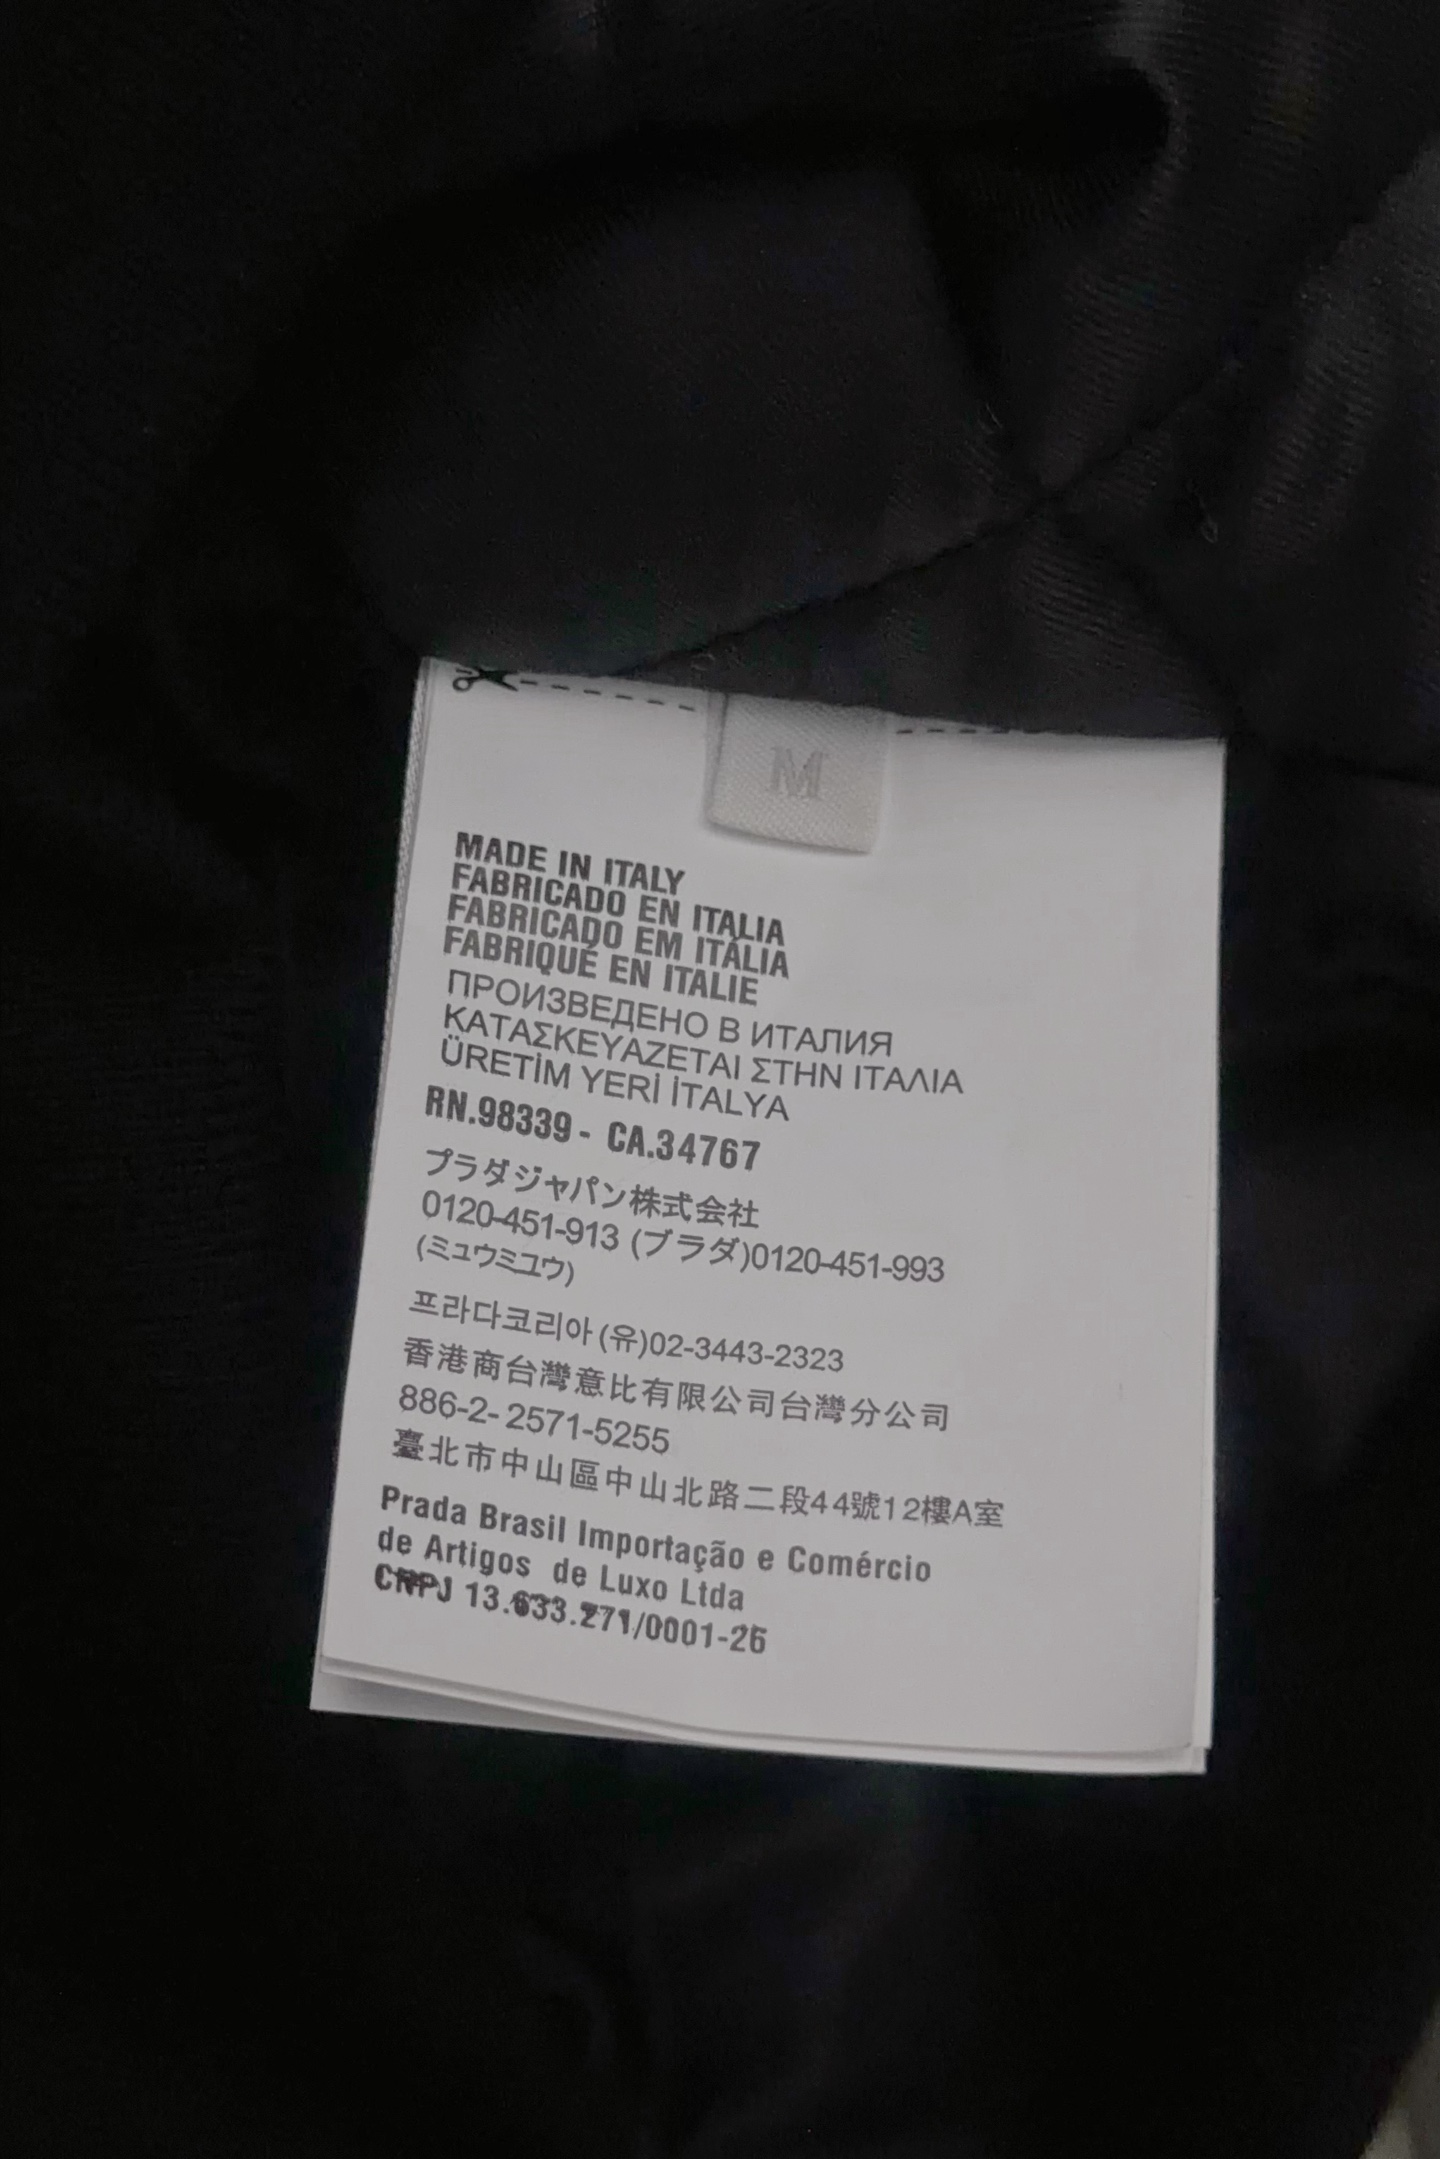 M
MADE IN ITALY
FABRICADO EN ITALIA
FABRICADO EM ITÁLIA
FABRIQUÉ EN ITALIE
ПРОИЗВЕДЕНО В ИТАЛИЯ
ΚΑΤΑΣΚΕΥΑΖΕΤΑΙ ΣΤΗΝ ΙΤΑΛΙΑ
ÜRETİM YERİ İTALYA
RN.98339 - CA.34767
プラダジャパン株式会社
0120-451-913 (プラダ)0120-451-993
(ミュウミユウ)
프라다코리아(유)02-3443-2323
香港商台灣意比有限公司台灣分公司
886-2- 2571-5255
臺北市中山區中山北路二段44號12樓A室
Prada Brasil Importação e Comércio
de Artigos de Luxo Ltda
CNPJ 13.633.271/0001-26